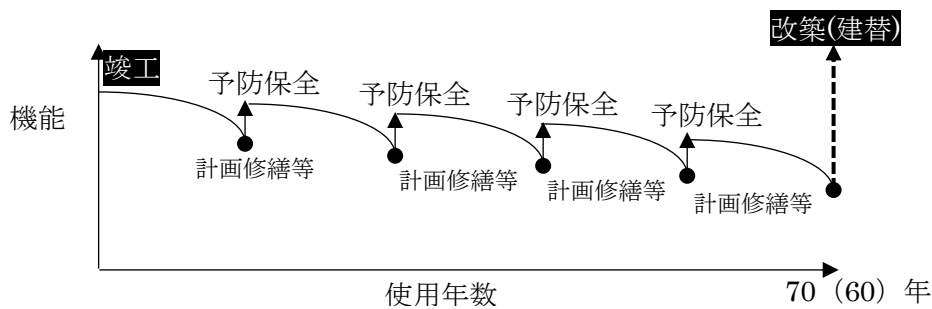 改築(建替)
竣工
予防保全
予防保全
予防保全
予防保全
機能
計画修繕等
計画修繕等
計画修繕等
計画修繕等
使用年数
70（60）年